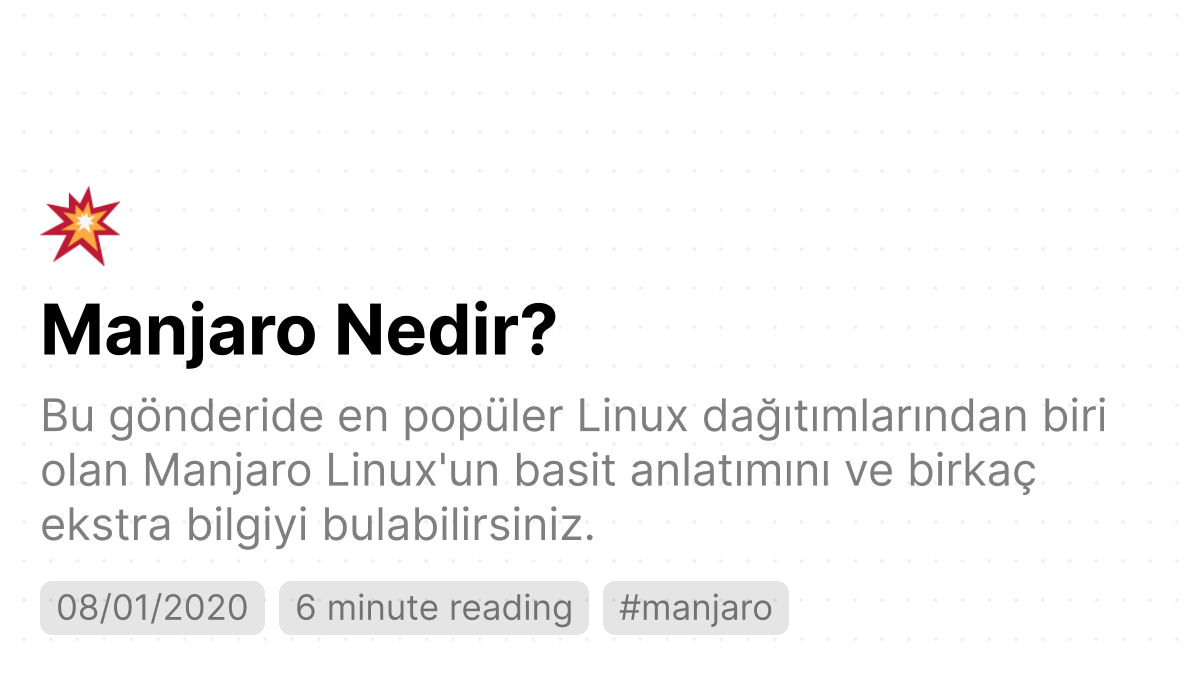 Manjaro Nedir?
Bu gönderide en popüler Linux dağıtımlarından biri
olan Manjaro Linux'un basit anlatımını ve birkaç
ekstra bilgiyi bulabilirsiniz.
08/01/2020 6 minute reading #manjaro